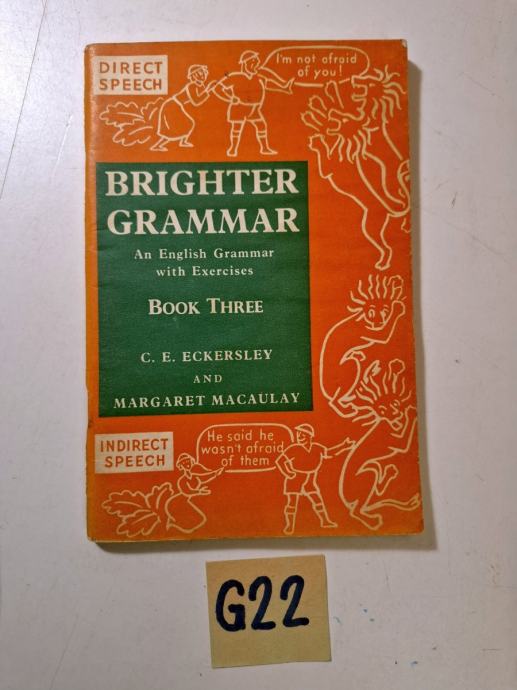 DIRECT
SPEECH
I'm not afraid
of you!
BRIGHTER
GRAMMAR
An English Grammar
with Exercises
BOOK THREE
C. E. ECKERSLEY
AND
MARGARET MACAULAY
INDIRECT
SPEECH
He said he
wasn't afraid
of them
G22